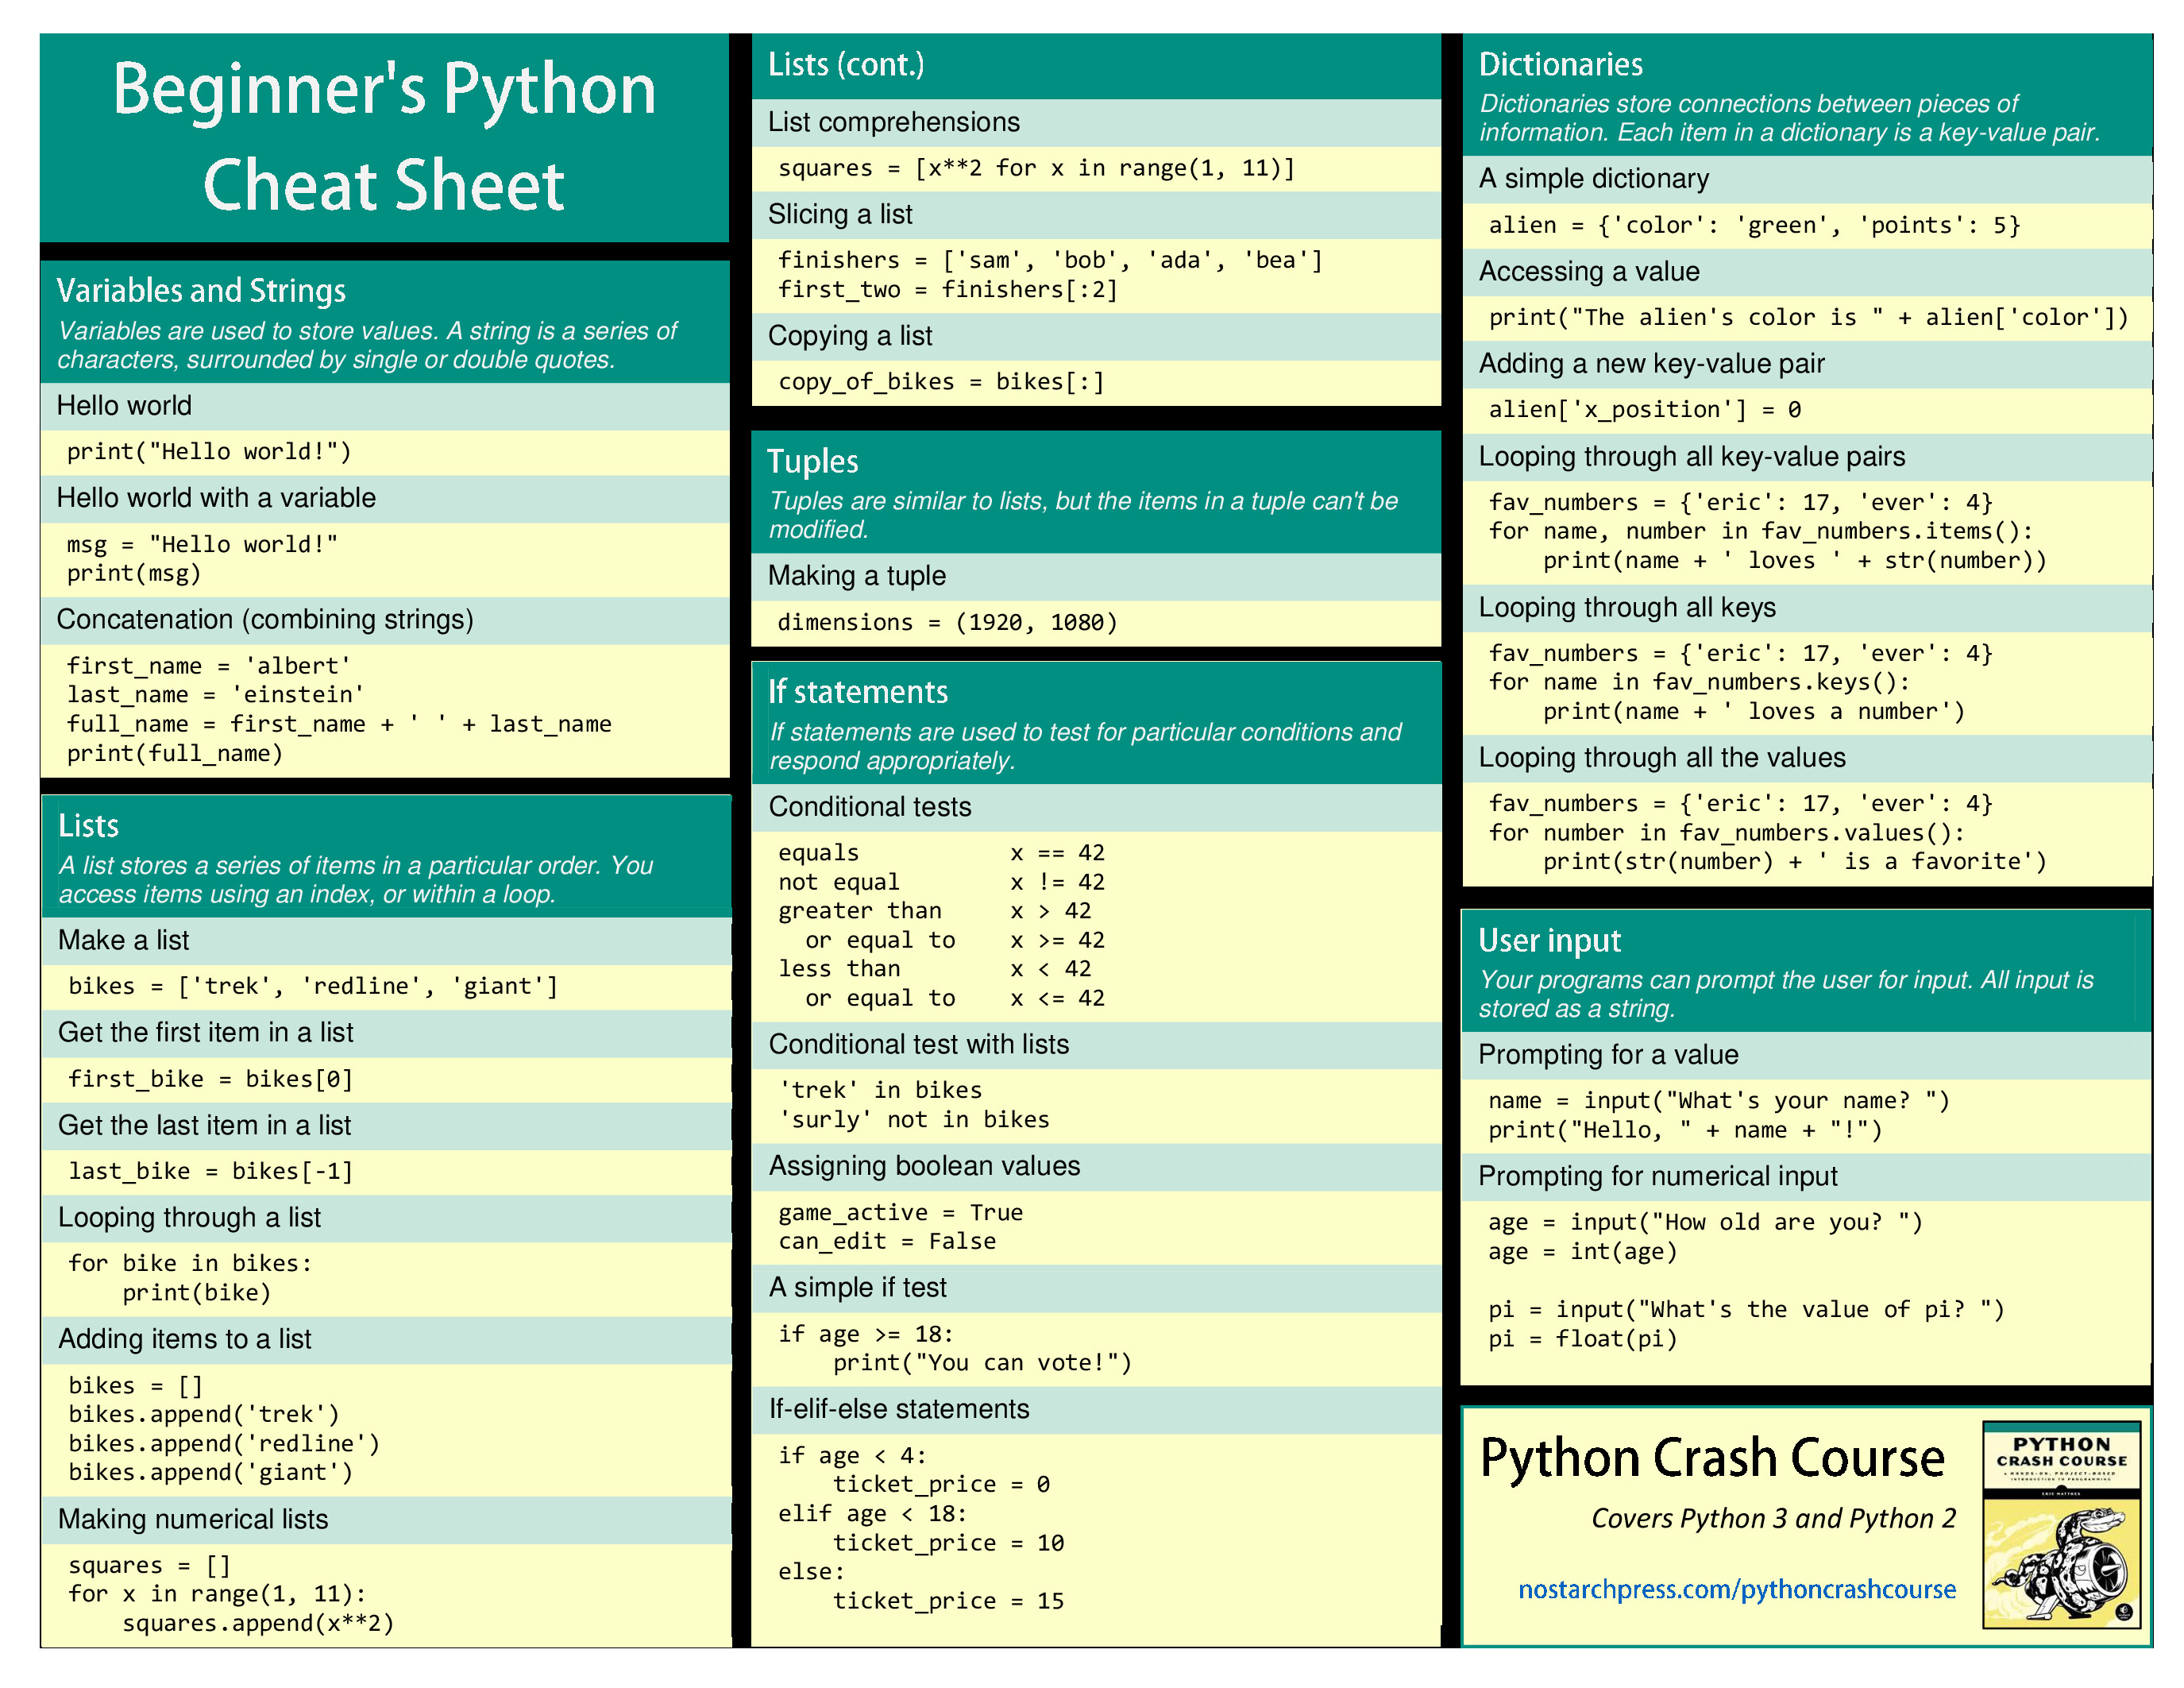 Beginner's Python
Cheat Sheet
Variables and Strings
Variables are used to store values. A string is a series of
characters, surrounded by single or double quotes.
Hello world
print("Hello world!")
Hello world with a variable
msg = "Hello world!"
print(msg)
Concatenation (combining strings)
first_name = 'albert'
last_name = 'einstein'
full_name = first_name + ' ' + last_name
print(full_name)
Lists
A list stores a series of items in a particular order. You
access items using an index, or within a loop.
Make a list
bikes = ['trek', 'redline', 'giant']
Get the first item in a list
first_bike = bikes[0]
Get the last item in a list
last_bike = bikes[-1]
Looping through a list
for bike in bikes:
    print(bike)
Adding items to a list
bikes = []
bikes.append('trek')
bikes.append('redline')
bikes.append('giant')
Making numerical lists
squares = []
for x in range(1, 11):
    squares.append(x**2)
Lists (cont.)
List comprehensions
squares = [x**2 for x in range(1, 11)]
Slicing a list
finishers = ['sam', 'bob', 'ada', 'bea']
first_two = finishers[:2]
Copying a list
copy_of_bikes = bikes[:]
Tuples
Tuples are similar to lists, but the items in a tuple can't be
modified.
Making a tuple
dimensions = (1920, 1080)
If statements
If statements are used to test for particular conditions and
respond appropriately.
Conditional tests
equals           x == 42
not equal        x != 42
greater than     x > 42
  or equal to    x >= 42
less than        x < 42
  or equal to    x <= 42
Conditional test with lists
'trek' in bikes
'surly' not in bikes
Assigning boolean values
game_active = True
can_edit = False
A simple if test
if age >= 18:
    print("You can vote!")
If-elif-else statements
if age < 4:
    ticket_price = 0
elif age < 18:
    ticket_price = 10
else:
    ticket_price = 15
Dictionaries
Dictionaries store connections between pieces of
information. Each item in a dictionary is a key-value pair.
A simple dictionary
alien = {'color': 'green', 'points': 5}
Accessing a value
print("The alien's color is " + alien['color'])
Adding a new key-value pair
alien['x_position'] = 0
Looping through all key-value pairs
fav_numbers = {'eric': 17, 'ever': 4}
for name, number in fav_numbers.items():
    print(name + ' loves ' + str(number))
Looping through all keys
fav_numbers = {'eric': 17, 'ever': 4}
for name in fav_numbers.keys():
    print(name + ' loves a number')
Looping through all the values
fav_numbers = {'eric': 17, 'ever': 4}
for number in fav_numbers.values():
    print(str(number) + ' is a favorite')
User input
Your programs can prompt the user for input. All input is
stored as a string.
Prompting for a value
name = input("What's your name? ")
print("Hello, " + name + "!")
Prompting for numerical input
age = input("How old are you? ")
age = int(age)
pi = input("What's the value of pi? ")
pi = float(pi)
Python Crash Course
Covers Python 3 and Python 2
nostarchpress.com/pythoncrashcourse
PYTHON
CRASH COURSE
A HANDS-ON, PROJECT-BASED
INTRODUCTION TO PROGRAMMING
ERIC MATTHES